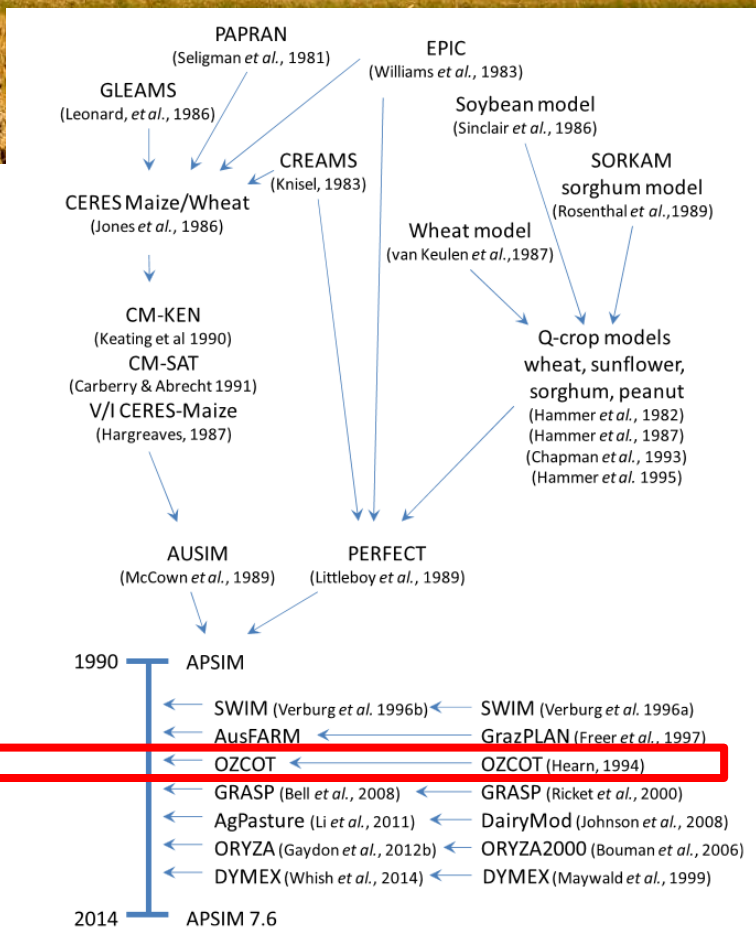 PAPRAN
(Seligman et al., 1981)
EPIC
(Williams et al., 1983)
GLEAMS
(Leonard, et al., 1986)
Soybean model
(Sinclair et al., 1986)
CREAMS
(Knisel, 1983)
SORKAM
sorghum model
(Rosenthal et al.,1989)
CERES Maize/Wheat
(Jones et al., 1986)
Wheat model
(van Keulen et al.,1987)
CM-KEN
(Keating et al 1990)
CM-SAT
(Carberry & Abrecht 1991)
V/I CERES-Maize
(Hargreaves, 1987)
Q-crop models
wheat, sunflower,
sorghum, peanut
(Hammer et al., 1982)
(Hammer et al., 1987)
(Chapman et al., 1993)
(Hammer et al. 1995)
AUSIM
(McCown et al., 1989)
PERFECT
(Littleboy et al., 1989)
1990 APSIM
SWIM (Verburg et al. 1996b) SWIM (Verburg et al. 1996a)
AusFARM GrazPLAN (Freer et al., 1997)
OZCOT OZCOT (Hearn, 1994)
GRASP (Bell et al., 2008) GRASP (Ricket et al., 2000)
AgPasture (Li et al., 2011) DairyMod (Johnson et al., 2008)
ORYZA (Gaydon et al., 2012b) ORYZA2000 (Bouman et al., 2006)
DYMEX (Whish et al., 2014) DYMEX (Maywald et al., 1999)
2014 APSIM 7.6